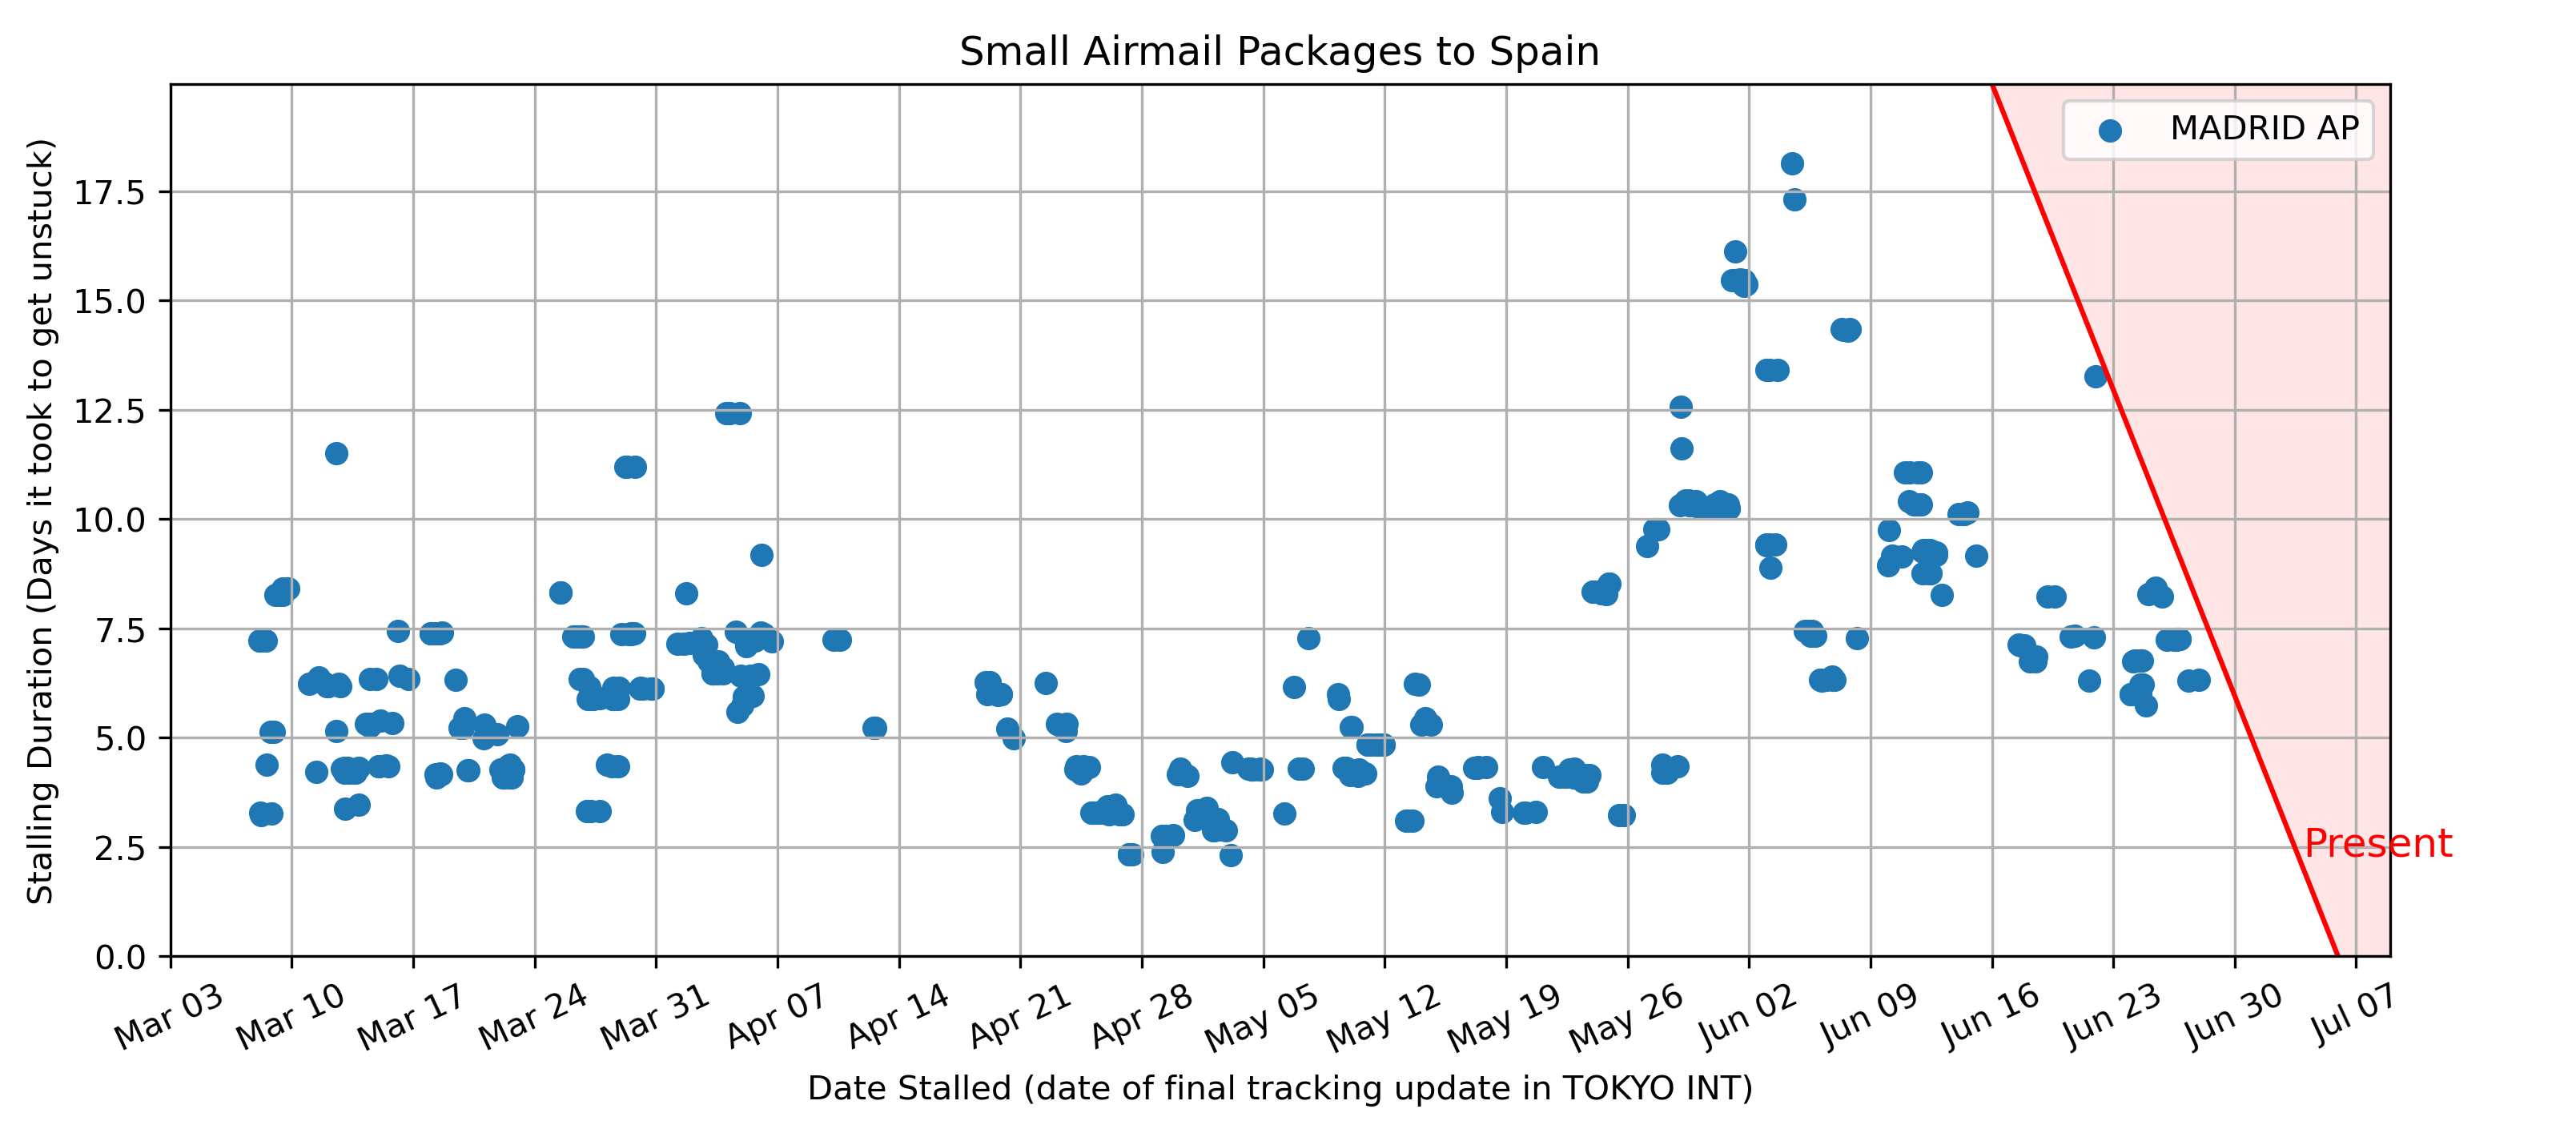 Small Airmail Packages to Spain
MADRID AP
Stalling Duration (Days it took to get unstuck)
17.5
15.0
12.5
10.0
7.5
5.0
2.5
0.0
Present
Mar 03 Mar 10 Mar 17 Mar 24 Mar 31 Apr 07 Apr 14 Apr 21 Apr 28 May 05 May 12 May 19 May 26 Jun 02 Jun 09 Jun 16 Jun 23 Jun 30 Jul 07
Date Stalled (date of final tracking update in TOKYO INT)